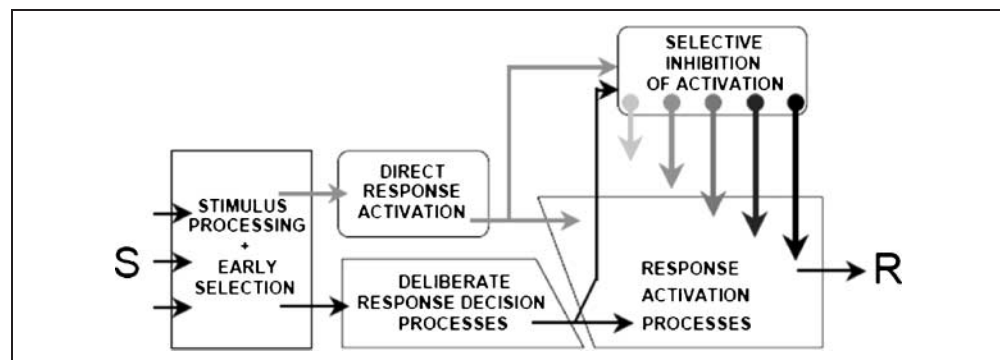 SELECTIVE
INHIBITION
OF ACTIVATION
DIRECT
RESPONSE
ACTIVATION
STIMULUS
PROCESSING
+
EARLY
SELECTION
S
DELIBERATE
RESPONSE DECISION
PROCESSES
RESPONSE
ACTIVATION
PROCESSES
R